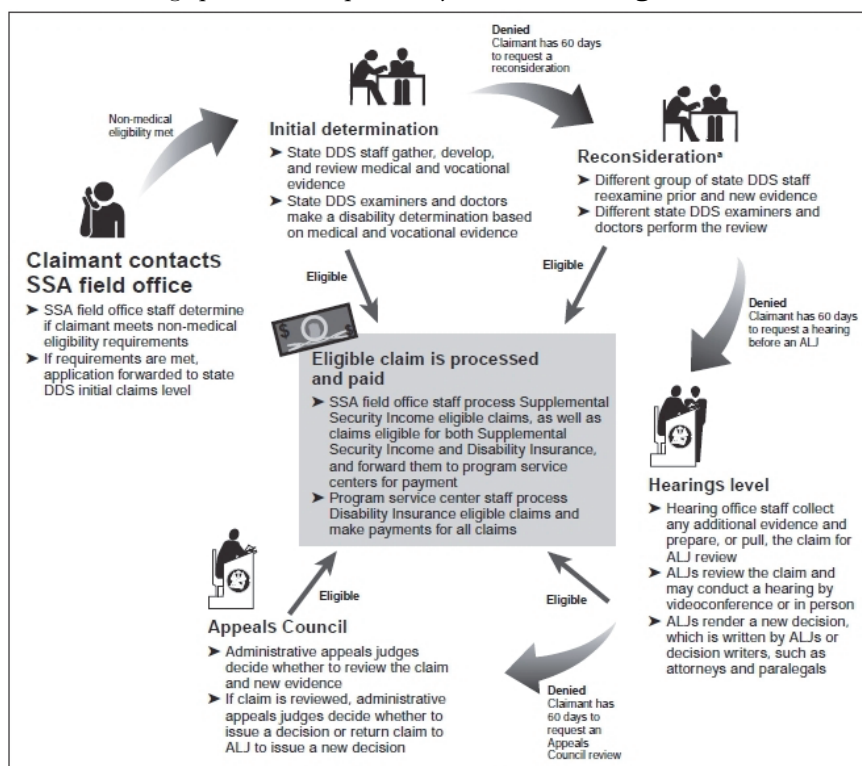 Non-medical
eligibility met
Claimant contacts
SSA field office
➤ SSA field office staff determine
if claimant meets non-medical
eligibility requirements
➤ If requirements are met,
application forwarded to state
DDS initial claims level
Initial determination
➤ State DDS staff gather, develop,
and review medical and vocational
evidence
➤ State DDS examiners and doctors
make a disability determination based
on medical and vocational evidence
Denied
Claimant has 60 days
to request a
reconsideration
Reconsiderationᵃ
➤ Different group of state DDS staff
reexamine prior and new evidence
➤ Different state DDS examiners and
doctors perform the review
Eligible
Eligible
Denied
Claimant has 60 days
to request a hearing
before an ALJ
$ $
Eligible claim is processed
and paid
➤ SSA field office staff process Supplemental
Security Income eligible claims, as well as
claims eligible for both Supplemental
Security Income and Disability Insurance,
and forward them to program service
centers for payment
➤ Program service center staff process
Disability Insurance eligible claims and
make payments for all claims
Hearings level
➤ Hearing office staff collect
any additional evidence and
prepare, or pull, the claim for
ALJ review
➤ ALJs review the claim and
may conduct a hearing by
videoconference or in person
➤ ALJs render a new decision,
which is written by ALJs or
decision writers, such as
attorneys and paralegals
Eligible
Eligible
Denied
Claimant has
60 days to
request an
Appeals
Council review
Appeals Council
➤ Administrative appeals judges
decide whether to review the claim
and new evidence
➤ If claim is reviewed, administrative
appeals judges decide whether to
issue a decision or return claim to
ALJ to issue a new decision